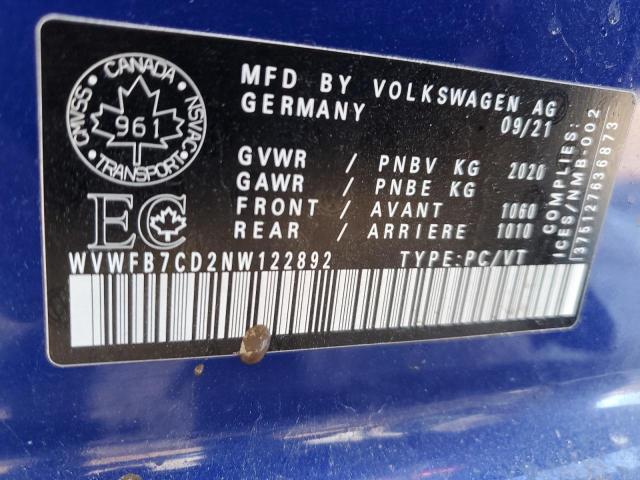 CMVSS CANADA NSVAC
961
TRANSPORT
EC
MFD BY VOLKSWAGEN AG
GERMANY 09/21
GVWR / PNBV KG 2020
GAWR / PNBE KG
FRONT / AVANT 1060
REAR / ARRIERE 1010
WVWFB7CD2NW122892 TYPE:PC/VT
COMPLIES:
ICES/NMB-002
375127636873